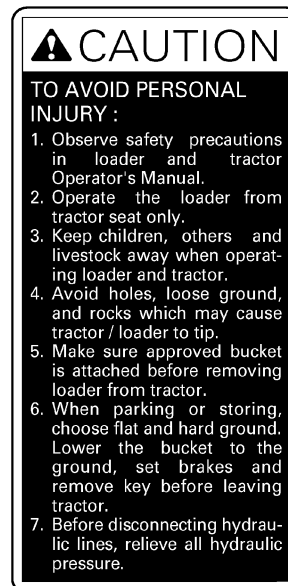 CAUTION
TO AVOID PERSONAL
INJURY :
1. Observe safety precautions
in loader and tractor
Operator's Manual.
2. Operate the loader from
tractor seat only.
3. Keep children, others and
livestock away when operat-
ing loader and tractor.
4. Avoid holes, loose ground,
and rocks which may cause
tractor / loader to tip.
5. Make sure approved bucket
is attached before removing
loader from tractor.
6. When parking or storing,
choose flat and hard ground.
Lower the bucket to the
ground, set brakes and
remove key before leaving
tractor.
7. Before disconnecting hydrau-
lic lines, relieve all hydraulic
pressure.